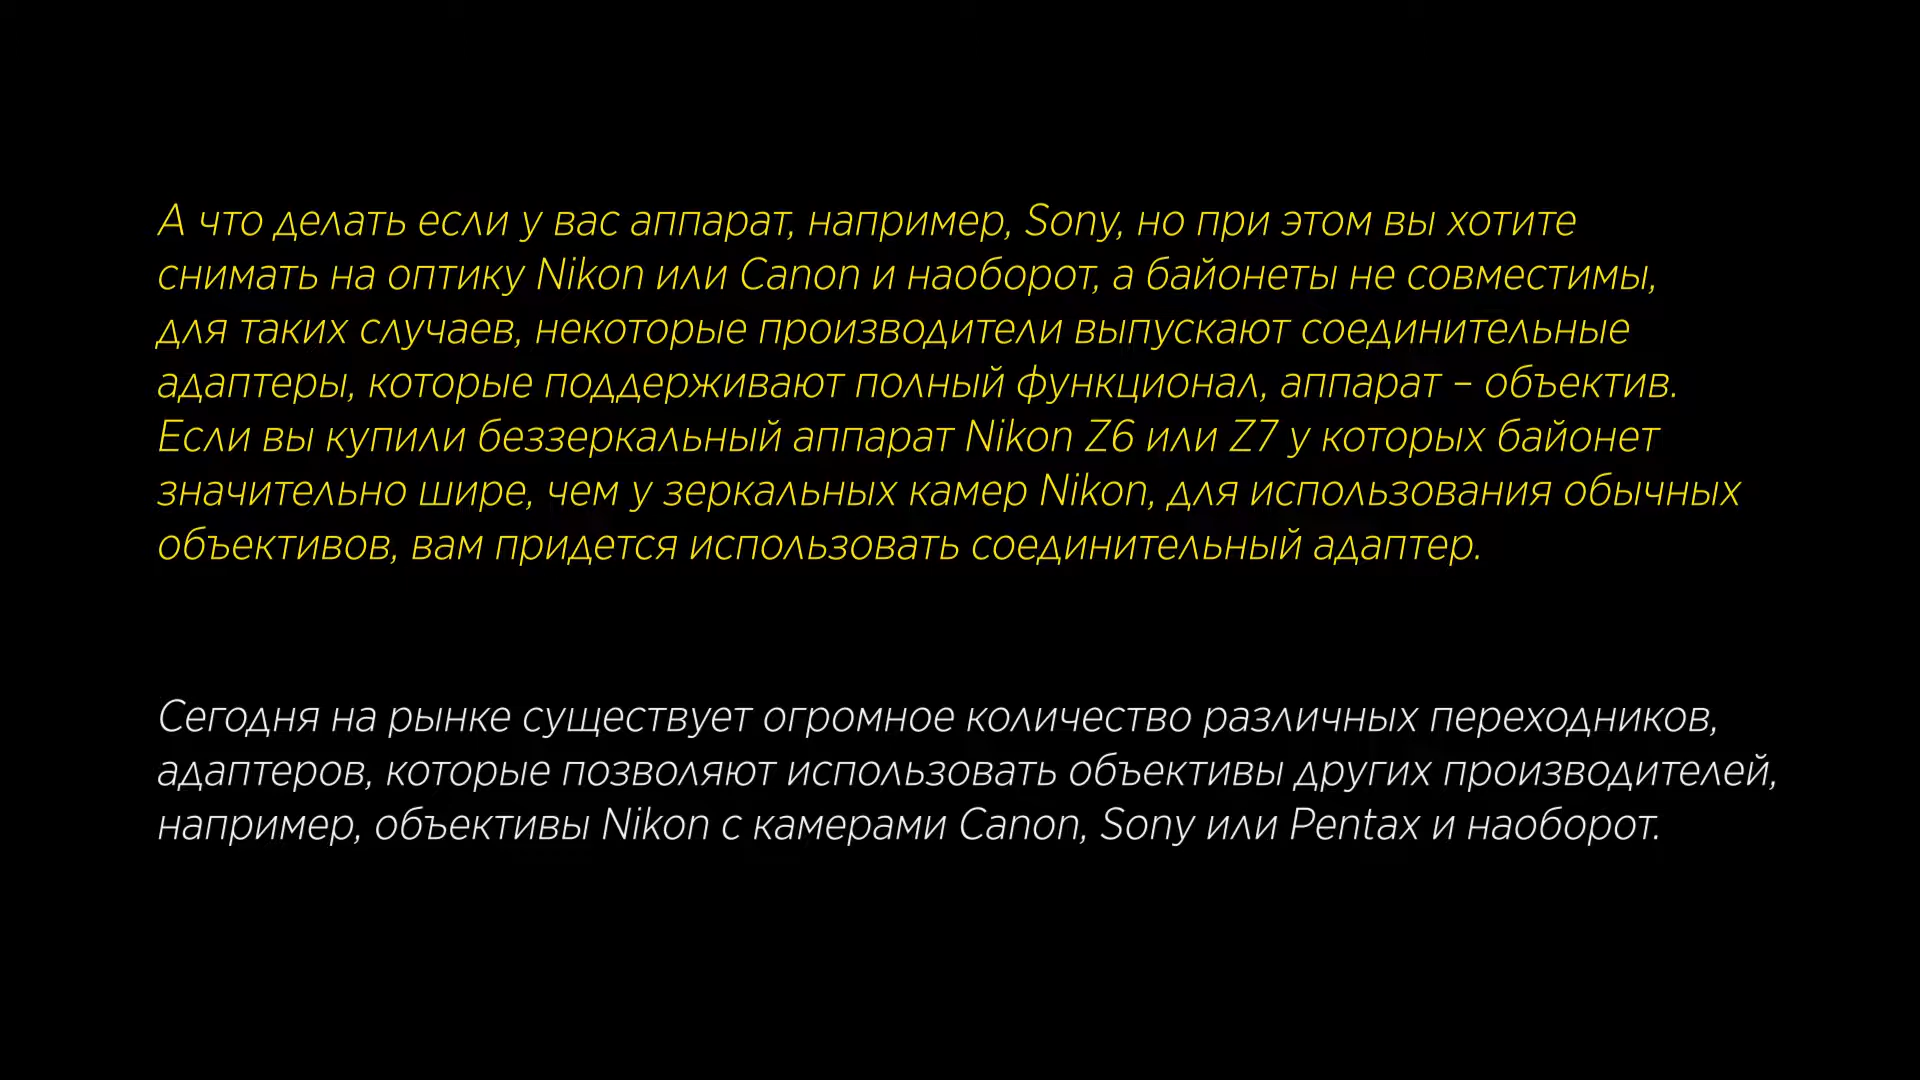 А что делать если у вас аппарат, например, Sony, но при этом вы хотите
снимать на оптику Nikon или Canon и наоборот, а байонеты не совместимы,
для таких случаев, некоторые производители выпускают соединительные
адаптеры, которые поддерживают полный функционал, аппарат – объектив.
Если вы купили беззеркальный аппарат Nikon Z6 или Z7 у которых байонет
значительно шире, чем у зеркальных камер Nikon, для использования обычных
объективов, вам придется использовать соединительный адаптер.
Сегодня на рынке существует огромное количество различных переходников,
адаптеров, которые позволяют использовать объективы других производителей,
например, объективы Nikon с камерами Canon, Sony или Pentax и наоборот.